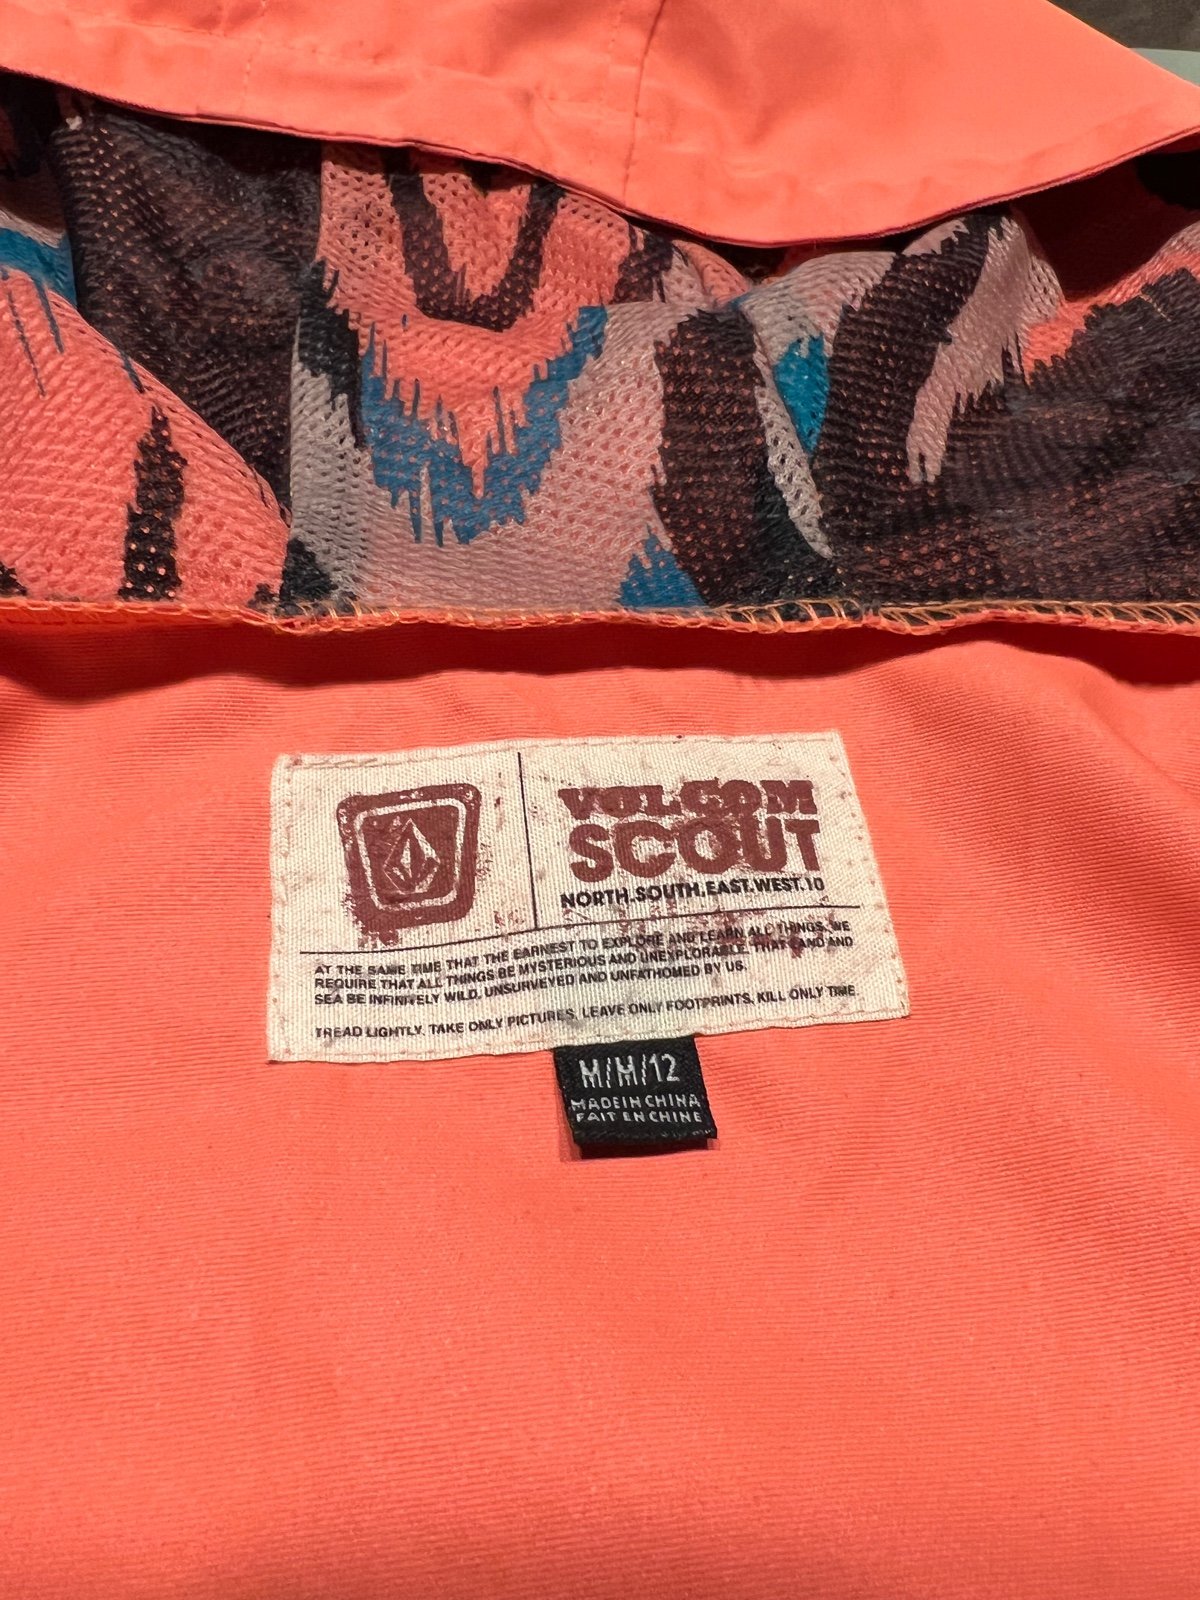 VOLCOM
SCOUT
NORTH.SOUTH.EAST.WEST.10
AT THE SAME TIME THAT THE EARNEST TO EXPLORE AND LEARN ALL THINGS, WE
REQUIRE THAT ALL THINGS BE MYSTERIOUS AND UNEXPLORABLE, THAT LAND AND
SEA BE INFINITELY WILD, UNSURVEYED AND UNFATHOMED BY US.
TREAD LIGHTLY, TAKE ONLY PICTURES, LEAVE ONLY FOOTPRINTS, KILL ONLY TIME
M/M/12
MADE IN CHINA
FAIT EN CHINE